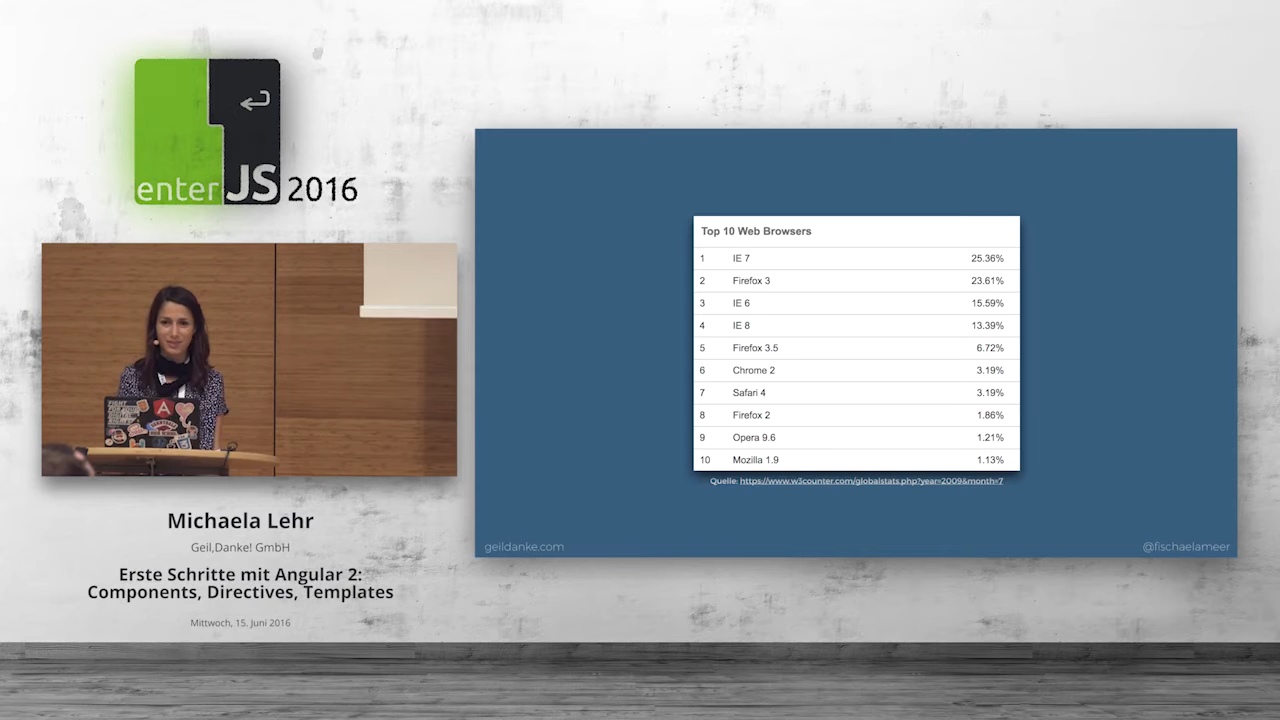 enterJS 2016
Michaela Lehr
Geil,Danke! GmbH
Erste Schritte mit Angular 2:
Components, Directives, Templates
Mittwoch, 15. Juni 2016
Top 10 Web Browsers
1 IE 7 25.36%
2 Firefox 3 23.61%
3 IE 6 15.59%
4 IE 8 13.39%
5 Firefox 3.5 6.72%
6 Chrome 2 3.19%
7 Safari 4 3.19%
8 Firefox 2 1.86%
9 Opera 9.6 1.21%
10 Mozilla 1.9 1.13%
Quelle: https://www.w3counter.com/globalstats.php?year=2009&month=7
geildanke.com
@fischaelameer